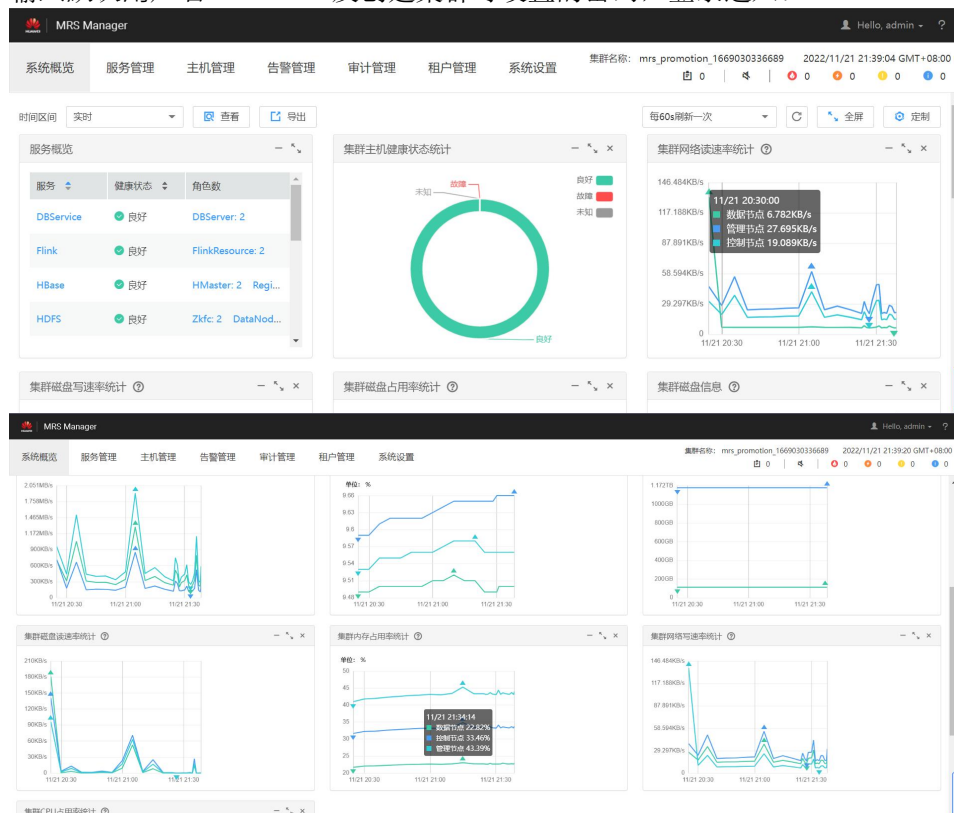 MRS Manager
Hello, admin
?
系统概览 服务管理 主机管理 告警管理 审计管理 租户管理 系统设置
集群名称: mrs_promotion_1669030336689 2022/11/21 21:39:04 GMT+08:00
0 0 0 0 0
时间区间 实时 查看 导出
每60s刷新一次 全屏 定制
服务概览
服务 健康状态 角色数
DBService 良好 DBServer: 2
Flink 良好 FlinkResource: 2
HBase 良好 HMaster: 2 Regi...
HDFS 良好 Zkfc: 2 DataNod...
集群主机健康状态统计
未知 故障
良好
良好
故障
未知
集群网络读速率统计
146.484KB/s
117.188KB/s
87.891KB/s
58.594KB/s
29.297KB/s
0
11/21 20:30 11/21 21:00 11/21 21:30
11/21 20:30:00
数据节点 6.782KB/s
管理节点 27.695KB/s
控制节点 19.089KB/s
集群磁盘写速率统计
集群磁盘占用率统计
集群磁盘信息
MRS Manager
Hello, admin
?
系统概览 服务管理 主机管理 告警管理 审计管理 租户管理 系统设置
集群名称: mrs_promotion_1669030336689 2022/11/21 21:39:20 GMT+08:00
0 0 0 0 0
2.051MB/s
1.758MB/s
1.465MB/s
1.172MB/s
900KB/s
600KB/s
300KB/s
11/21 20:30 11/21 21:00 11/21 21:30
单位: %
9.66
9.63
9.6
9.57
9.54
9.51
9.48
11/21 20:30 11/21 21:00 11/21 21:30
1.172TB
1000GB
800GB
600GB
400GB
200GB
0
11/21 20:30 11/21 21:00 11/21 21:30
集群磁盘读速率统计
210KB/s
180KB/s
150KB/s
120KB/s
90KB/s
60KB/s
30KB/s
0
11/21 20:30 11/21 21:00 11/21 21:30
集群内存占用率统计
单位: %
50
45
40
35
30
25
20
11/21 20:30 11/21 21:00 11/21 21:30
11/21 21:34:14
数据节点 22.82%
控制节点 33.46%
管理节点 43.39%
集群网络写速率统计
146.484KB/s
117.188KB/s
87.891KB/s
58.594KB/s
29.297KB/s
0
11/21 20:30 11/21 21:00 11/21 21:30
集群CPU占用率统计